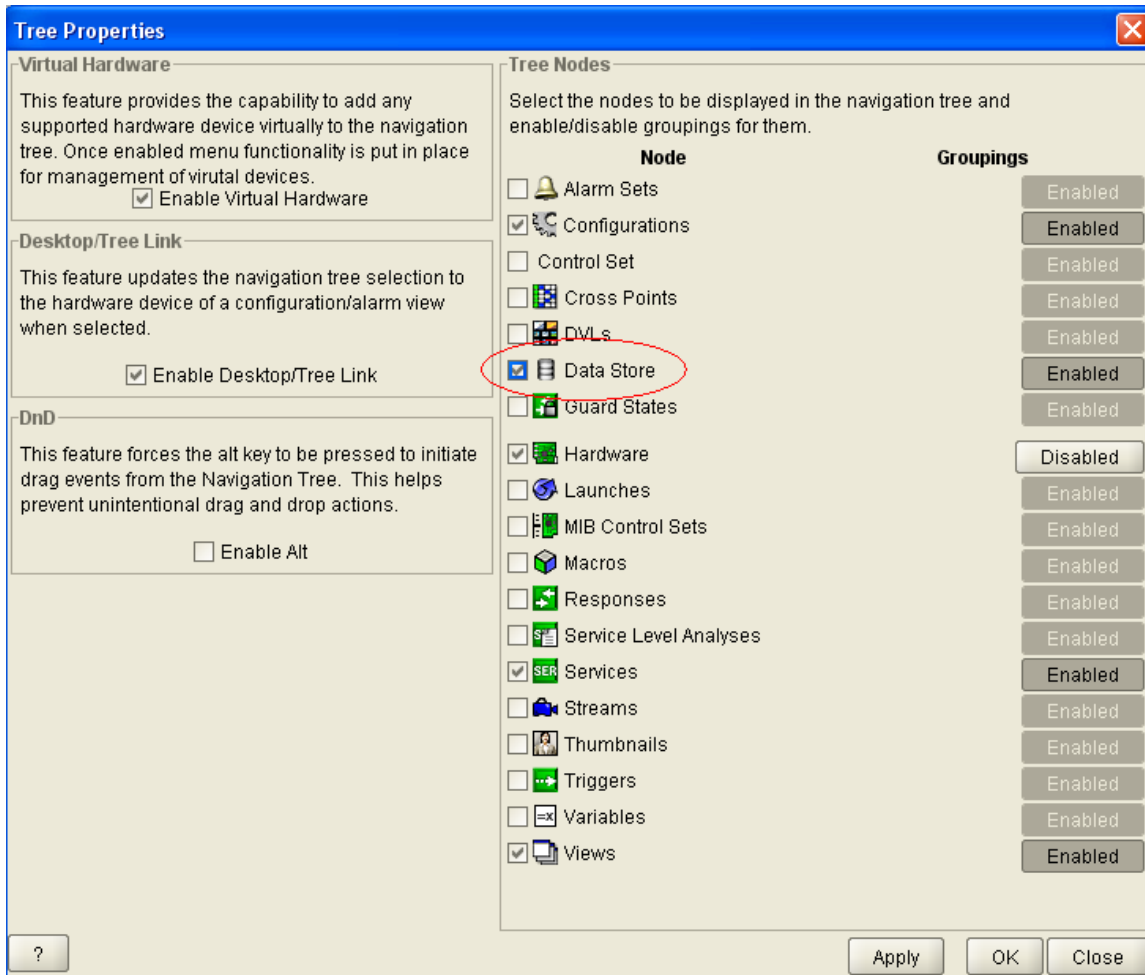 Tree Properties
Virtual Hardware
This feature provides the capability to add any
supported hardware device virtually to the navigation
tree. Once enabled menu functionality is put in place
for management of virutal devices.
Enable Virtual Hardware
Desktop/Tree Link
This feature updates the navigation tree selection to
the hardware device of a configuration/alarm view
when selected.
Enable Desktop/Tree Link
DnD
This feature forces the alt key to be pressed to initiate
drag events from the Navigation Tree. This helps
prevent unintentional drag and drop actions.
Enable Alt
Tree Nodes
Select the nodes to be displayed in the navigation tree and
enable/disable groupings for them.
Node Groupings
Alarm Sets Enabled
Configurations Enabled
Control Set Enabled
Cross Points Enabled
DVLs Enabled
Data Store Enabled
Guard States Enabled
Hardware Disabled
Launches Enabled
MIB Control Sets Enabled
Macros Enabled
Responses Enabled
Service Level Analyses Enabled
SER Services Enabled
Streams Enabled
Thumbnails Enabled
Triggers Enabled
=x Variables Enabled
Views Enabled
? Apply OK Close